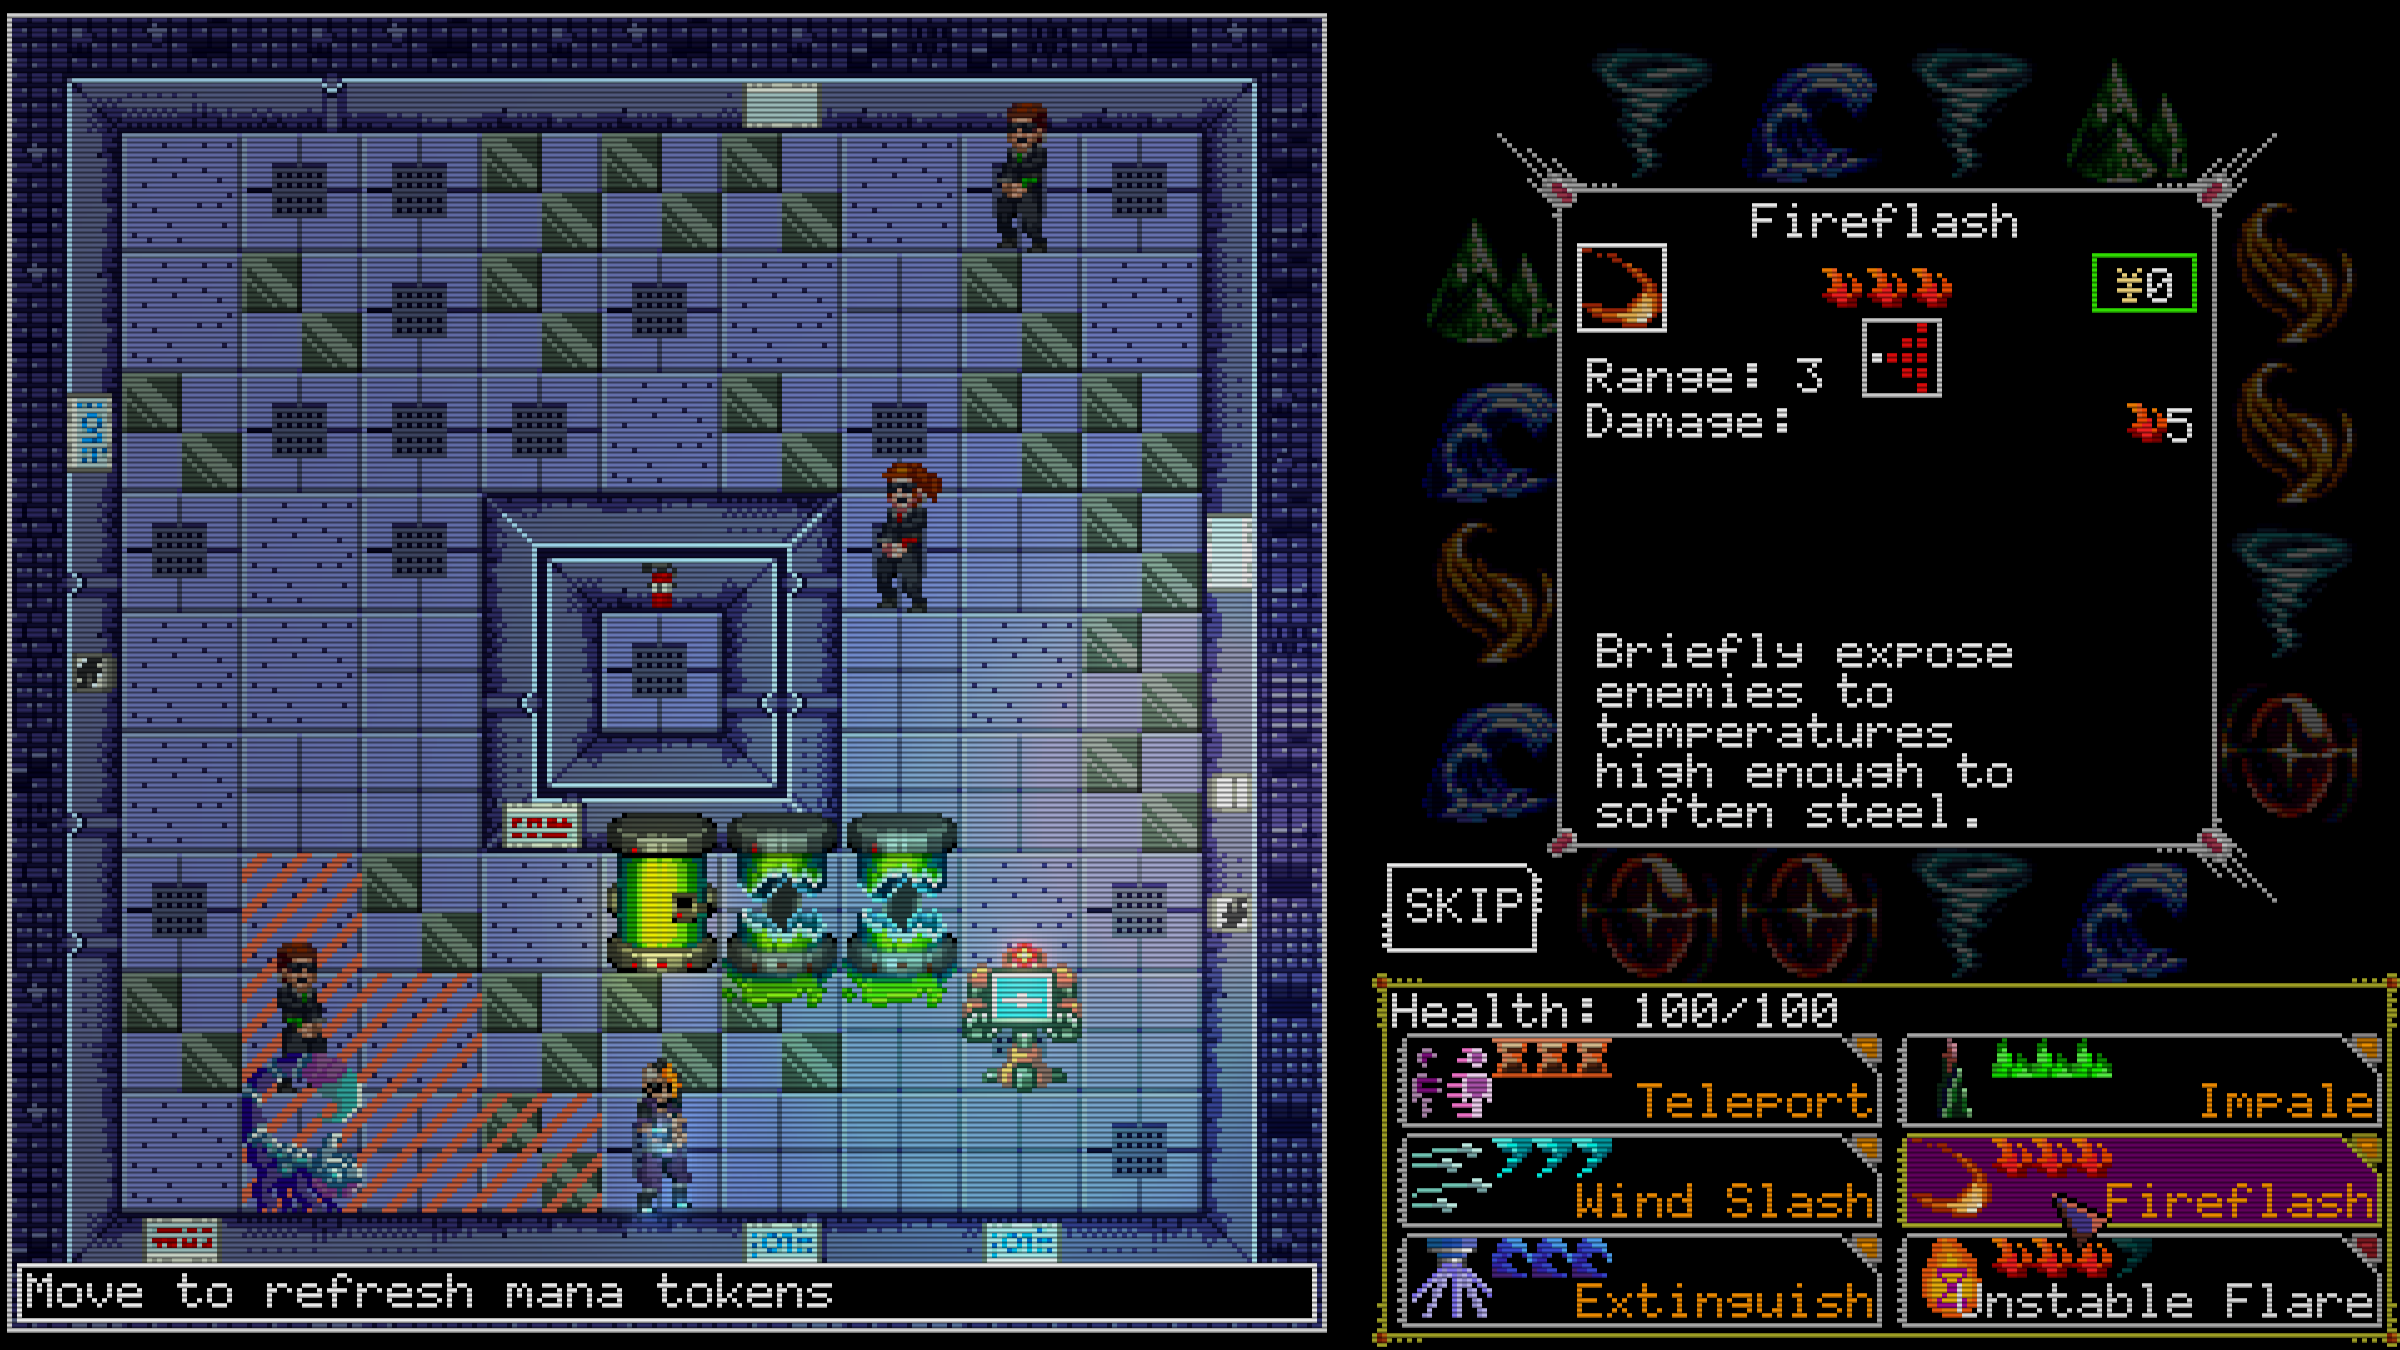 Fireflash
¥0
Range: 3
Damage:
5
Briefly expose
enemies to
temperatures
high enough to
soften steel.
SKIP
Health: 100/100
Teleport
Impale
Wind Slash
Fireflash
Extinguish
Unstable Flare
Move to refresh mana tokens